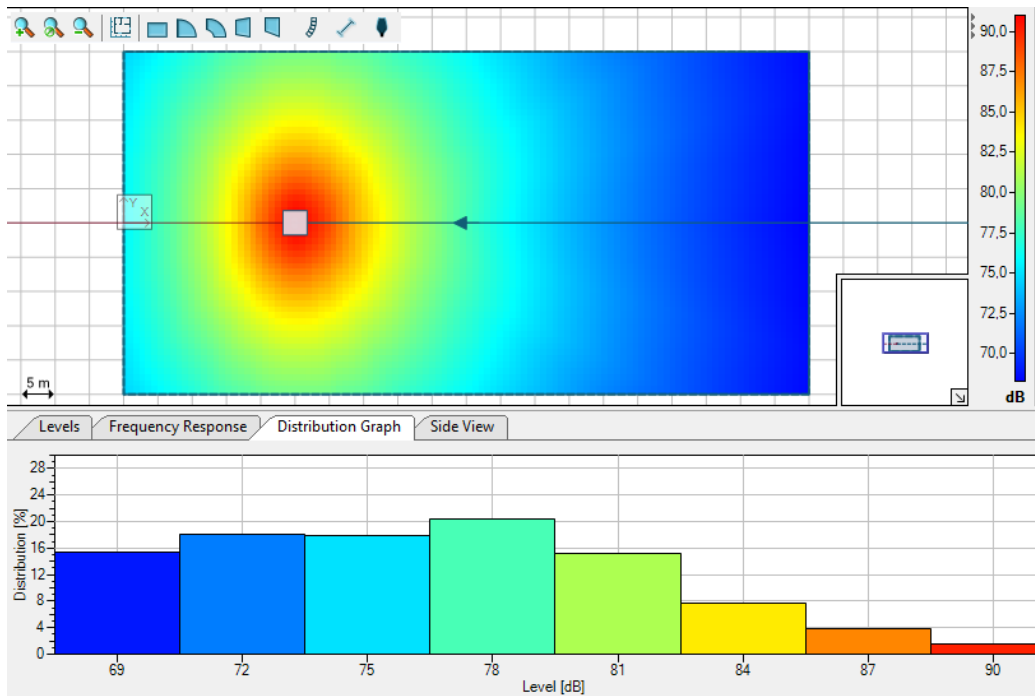 90,0
87,5
85,0
82,5
80,0
77,5
75,0
72,5
70,0
dB
Y
X
5 m
Levels
Frequency Response
Distribution Graph
Side View
Distribution [%]
28
24
20
16
12
8
4
0
69
72
75
78
81
84
87
90
Level [dB]